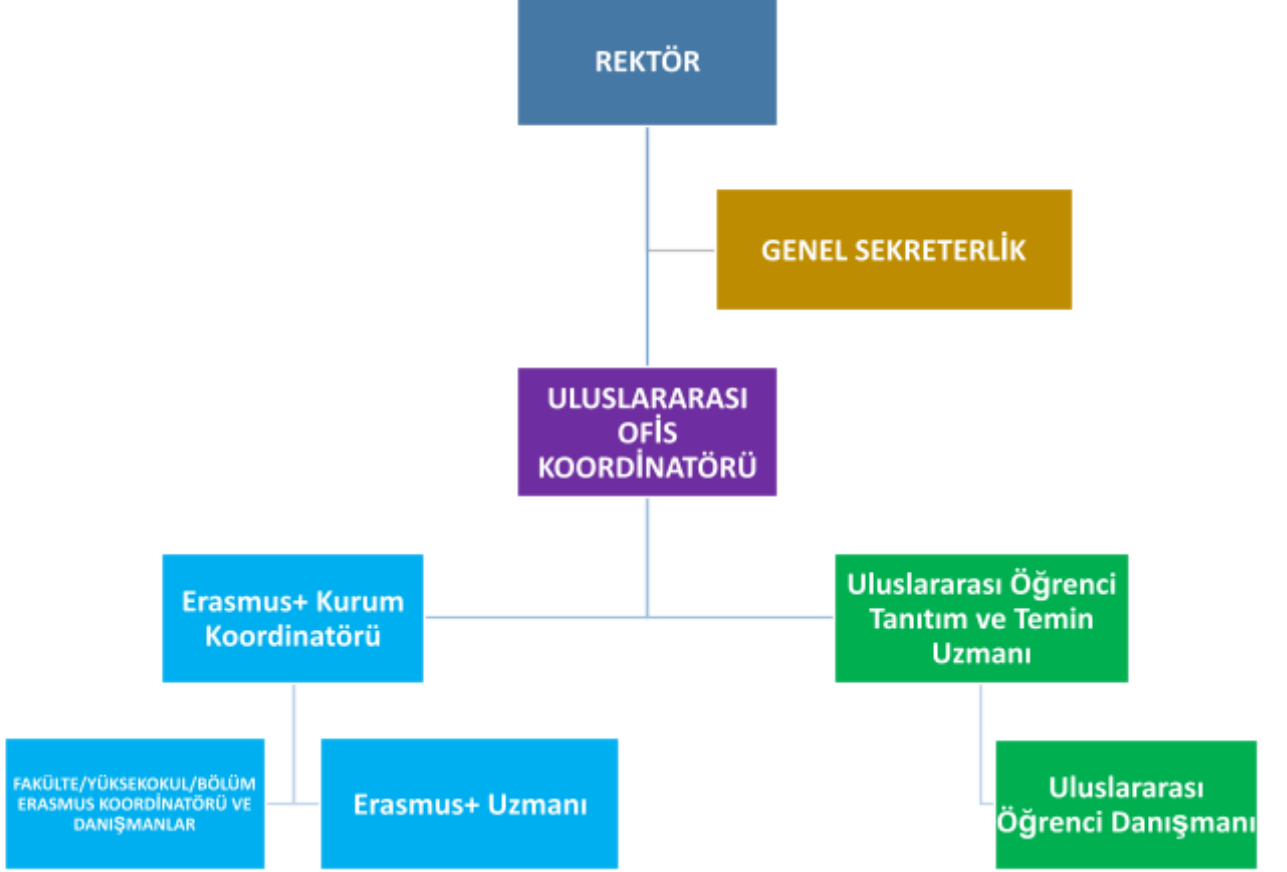 REKTÖR
GENEL SEKRETERLİK
ULUSLARARASI
OFİS
KOORDİNATÖRÜ
Erasmus+ Kurum
Koordinatörü
Uluslararası Öğrenci
Tanıtım ve Temin
Uzmanı
FAKÜLTE/YÜKSEKOKUL/BÖLÜM
ERASMUS KOORDİNATÖRÜ VE
DANIŞMANLAR
Erasmus+ Uzmanı
Uluslararası
Öğrenci Danışmanı